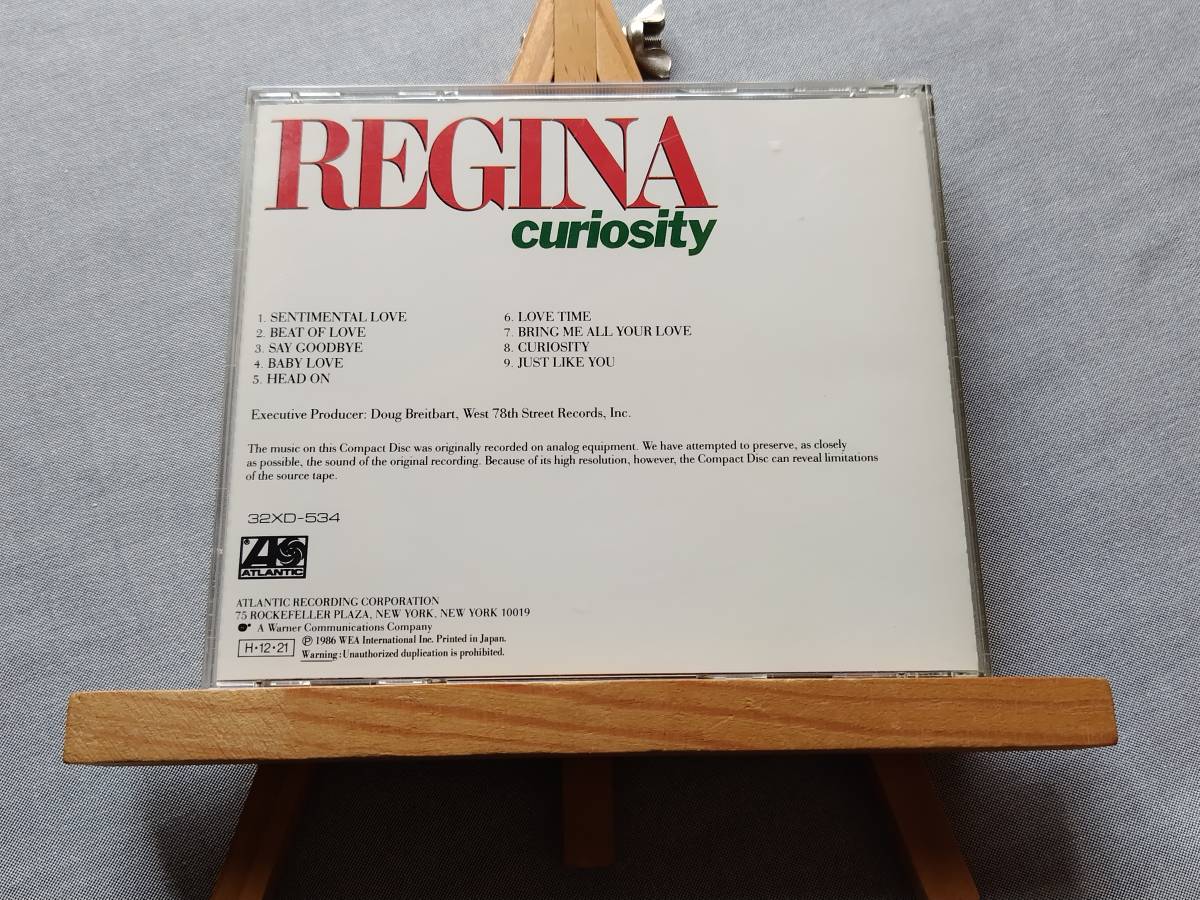 REGINA
curiosity
1. SENTIMENTAL LOVE
2. BEAT OF LOVE
3. SAY GOODBYE
4. BABY LOVE
5. HEAD ON
6. LOVE TIME
7. BRING ME ALL YOUR LOVE
8. CURIOSITY
9. JUST LIKE YOU
Executive Producer: Doug Breitbart, West 78th Street Records, Inc.
The music on this Compact Disc was originally recorded on analog equipment. We have attempted to preserve, as closely
as possible, the sound of the original recording. Because of its high resolution, however, the Compact Disc can reveal limitations
of the source tape.
32XD-534
ATLANTIC
ATLANTIC RECORDING CORPORATION
75 ROCKEFELLER PLAZA, NEW YORK, NEW YORK 10019
A Warner Communications Company
H·12·21
℗ 1986 WEA International Inc. Printed in Japan.
Warning: Unauthorized duplication is prohibited.